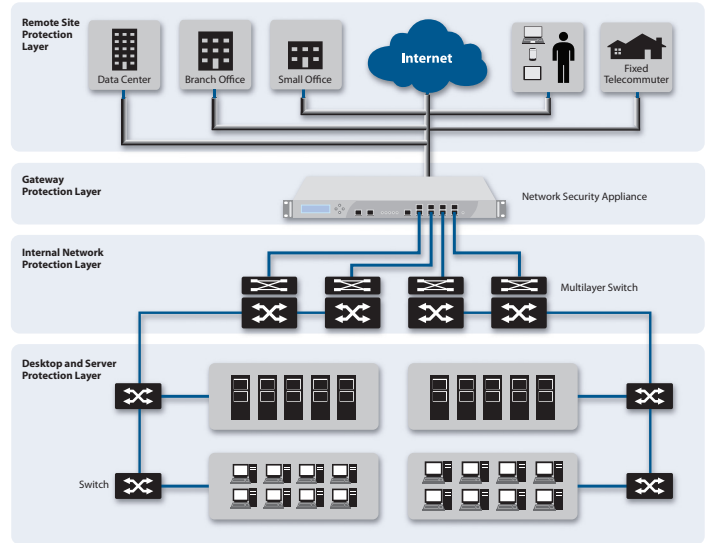 Remote Site
Protection
Layer
Data Center
Branch Office
Small Office
Internet
Fixed
Telecommuter
Gateway
Protection Layer
Network Security Appliance
Internal Network
Protection Layer
Multilayer Switch
Desktop and Server
Protection Layer
Switch